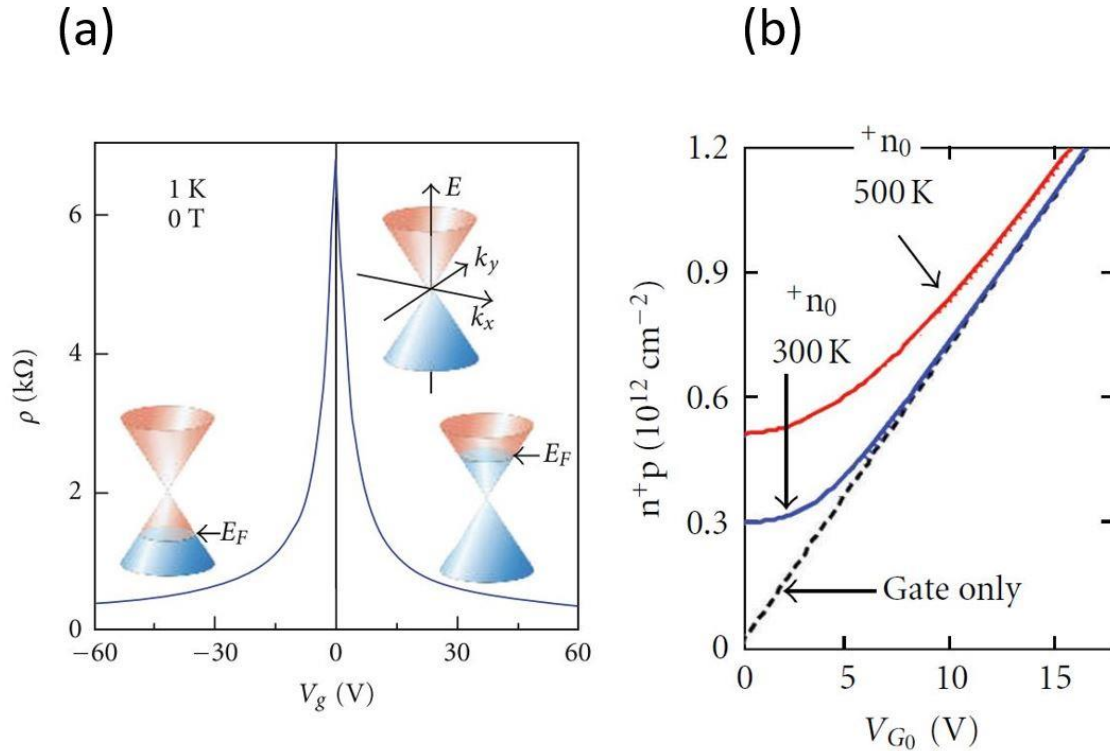 (a)
(b)
1 K
0 T
E
k_y
k_x
E_F
E_F
6
4
2
0
ρ (kΩ)
−60
−30
0
30
60
V_g (V)
1.2
0.9
0.6
0.3
0
n⁺p (10¹² cm⁻²)
⁺n₀
500 K
⁺n₀
300 K
Gate only
0
5
10
15
V_G₀ (V)